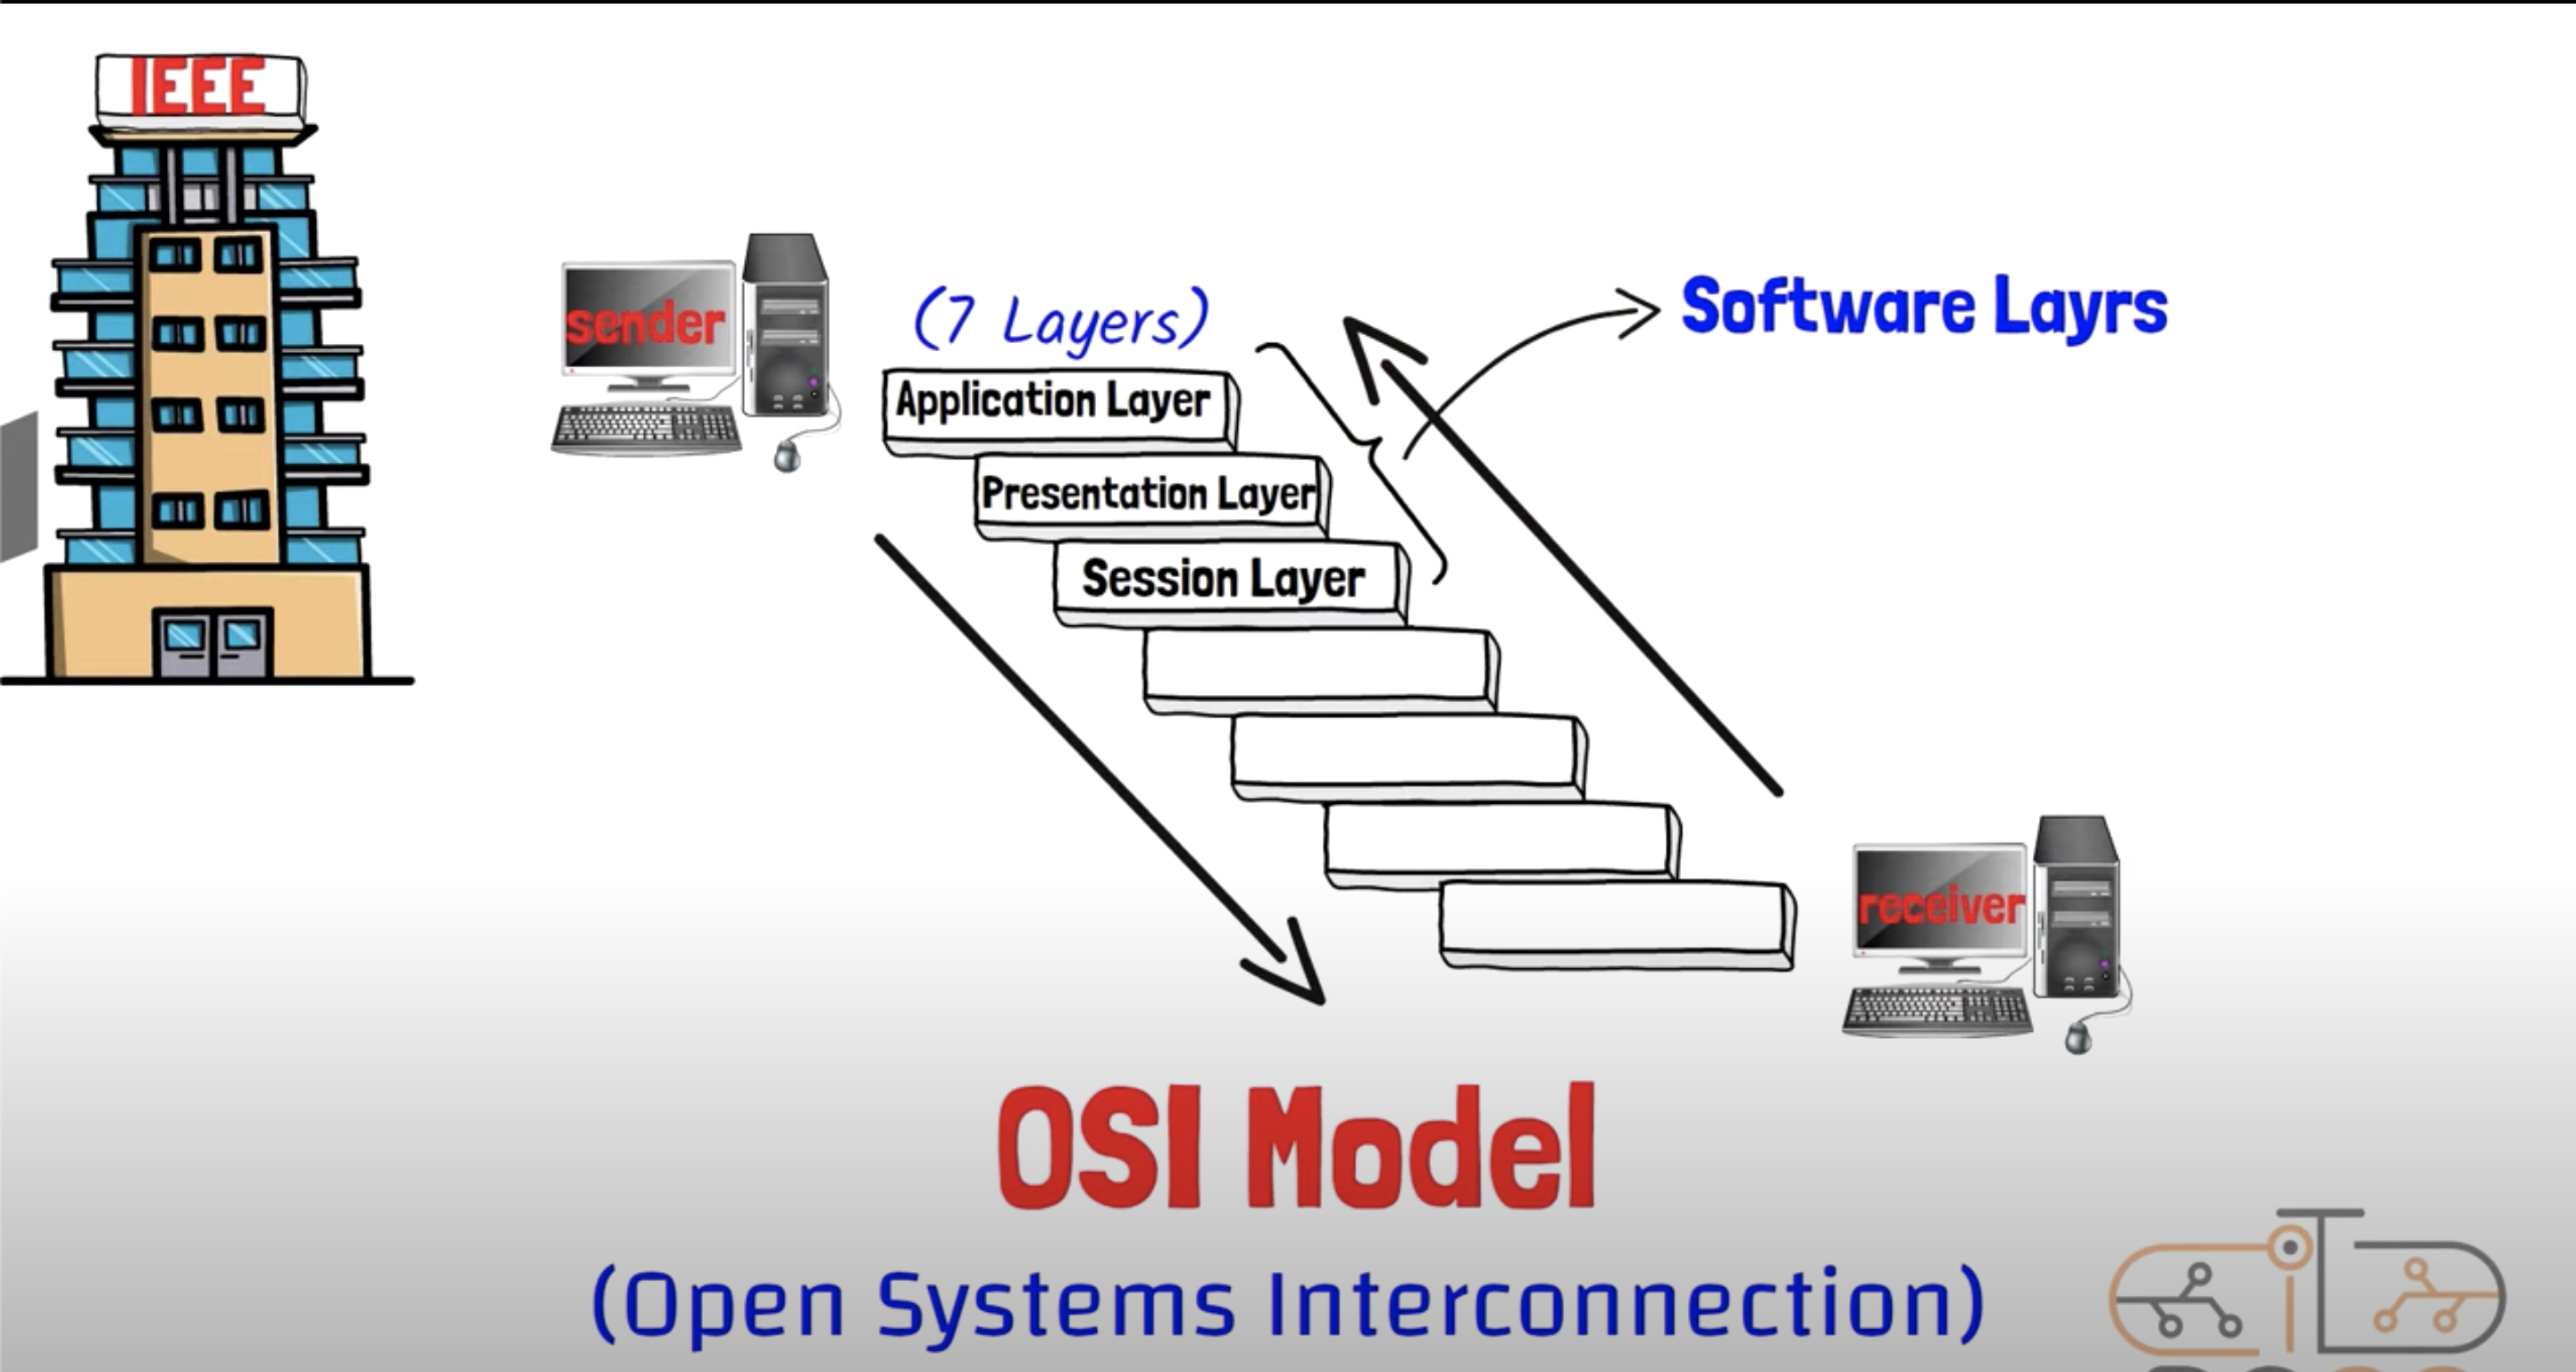 IEEE
sender
(7 Layers)
Software Layrs
Application Layer
Presentation Layer
Session Layer
receiver
OSI Model
(Open Systems Interconnection)